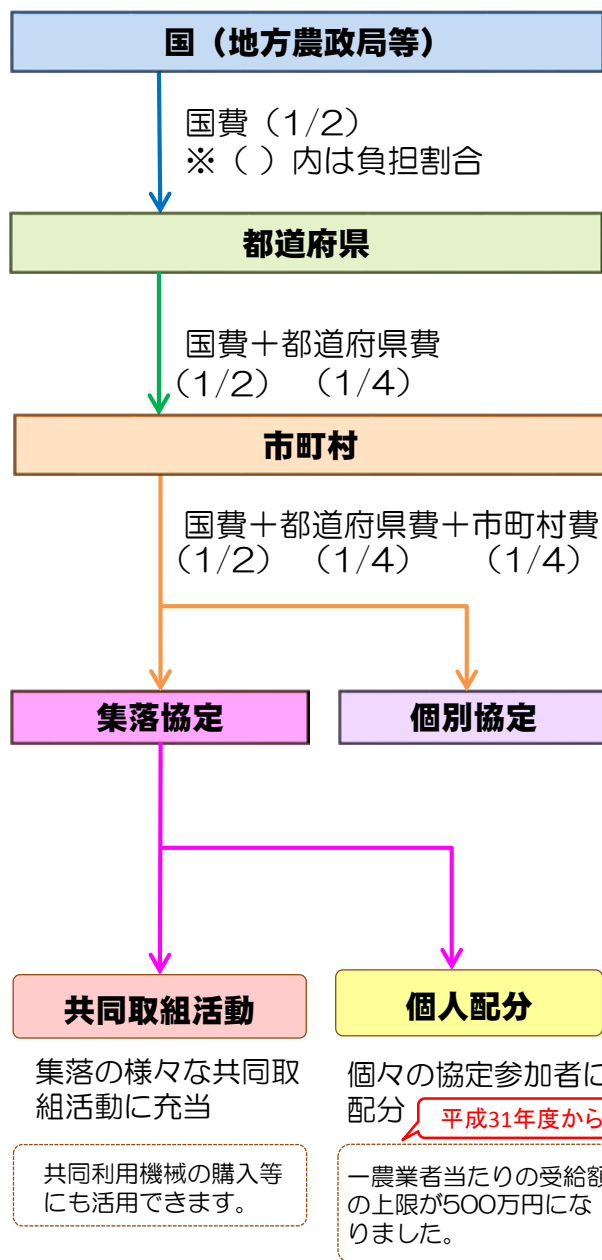 国（地方農政局等）
国費（1/2）
※（ ）内は負担割合
都道府県
国費＋都道府県費
（1/2）　（1/4）
市町村
国費＋都道府県費＋市町村費
（1/2）　（1/4）　　（1/4）
集落協定
個別協定
共同取組活動
集落の様々な共同取
組活動に充当
共同利用機械の購入等
にも活用できます。
個人配分
個々の協定参加者に
配分
平成31年度から
一農業者当たりの受給額
の上限が500万円にな
りました。